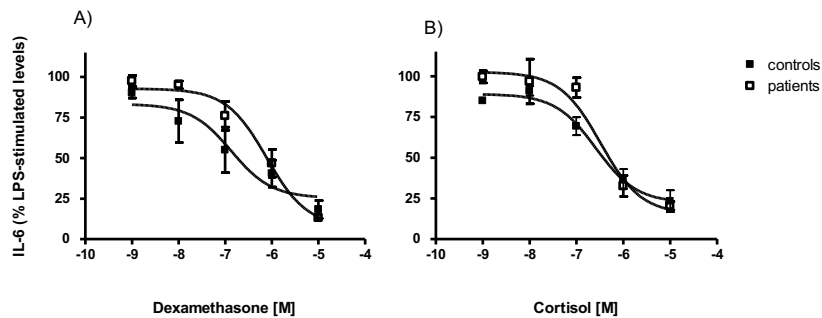 A)
B)
IL-6 (% LPS-stimulated levels)
100
75
50
25
0
-10 -9 -8 -7 -6 -5 -4
Dexamethasone [M]
100
75
50
25
0
-10 -9 -8 -7 -6 -5 -4
Cortisol [M]
controls
patients